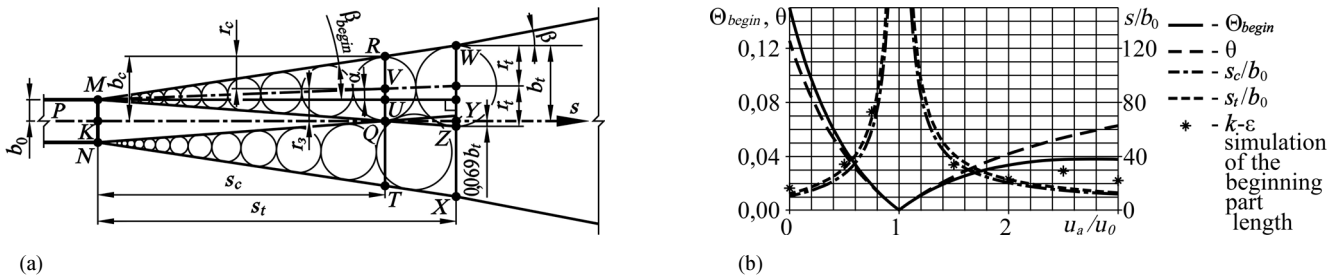 r_c
b_c
β_begin
R
W
β
M
V
α
r_t
b_t
P
U
Y
s
K
Q
Z
r_t
b_0
N
r_3
s_c
0,069b_t
T
s_t
X
(a)
Θ_begin, θ
s/b_0
0,12
120
0,08
80
0,04
40
0,00
0
0
1
u_a/u_0
2
- Θ_begin
- θ
- s_c/b_0
- s_t/b_0
* - k-ε
simulation
of the
beginning
part
length
(b)